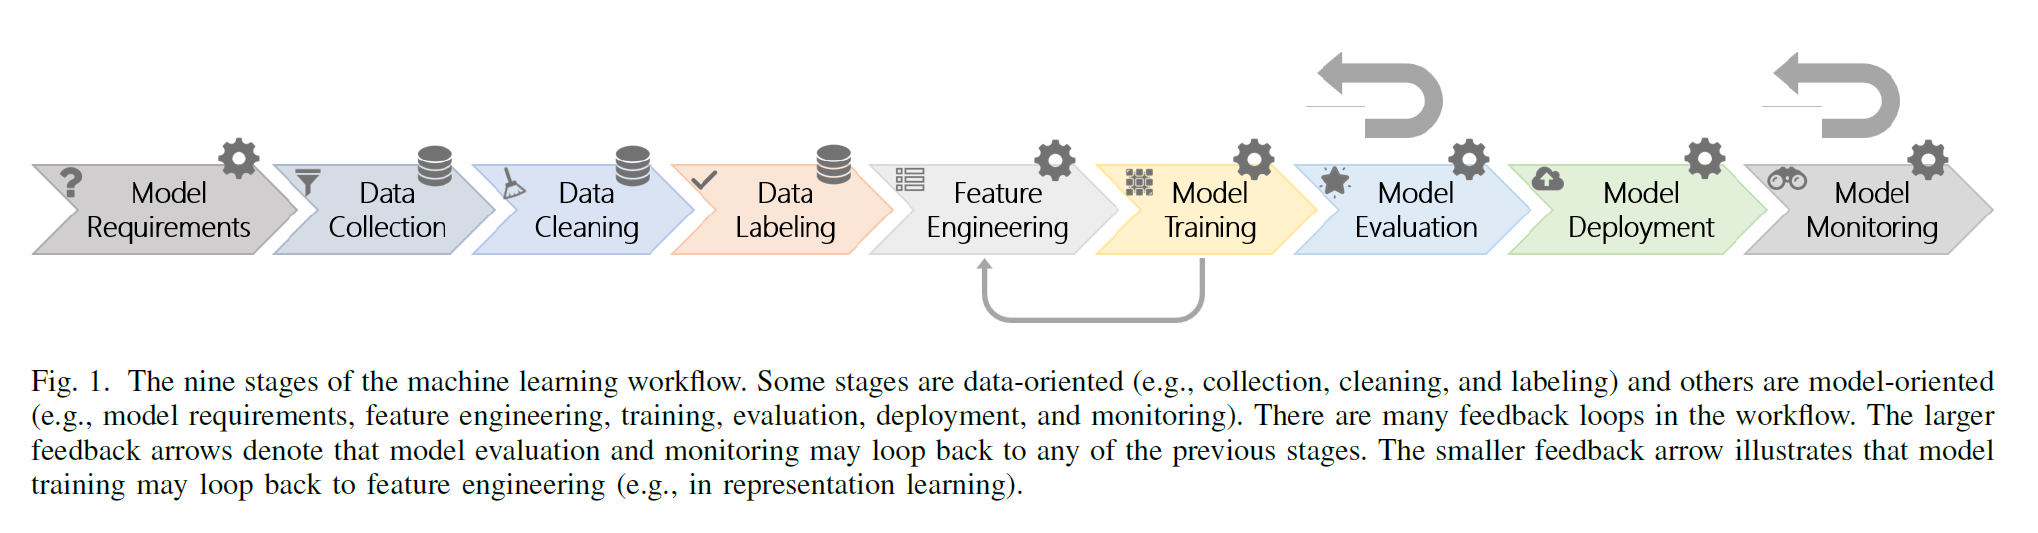 Model
Requirements
Data
Collection
Data
Cleaning
Data
Labeling
Feature
Engineering
Model
Training
Model
Evaluation
Model
Deployment
Model
Monitoring
Fig. 1. The nine stages of the machine learning workflow. Some stages are data-oriented (e.g., collection, cleaning, and labeling) and others are model-oriented
(e.g., model requirements, feature engineering, training, evaluation, deployment, and monitoring). There are many feedback loops in the workflow. The larger
feedback arrows denote that model evaluation and monitoring may loop back to any of the previous stages. The smaller feedback arrow illustrates that model
training may loop back to feature engineering (e.g., in representation learning).